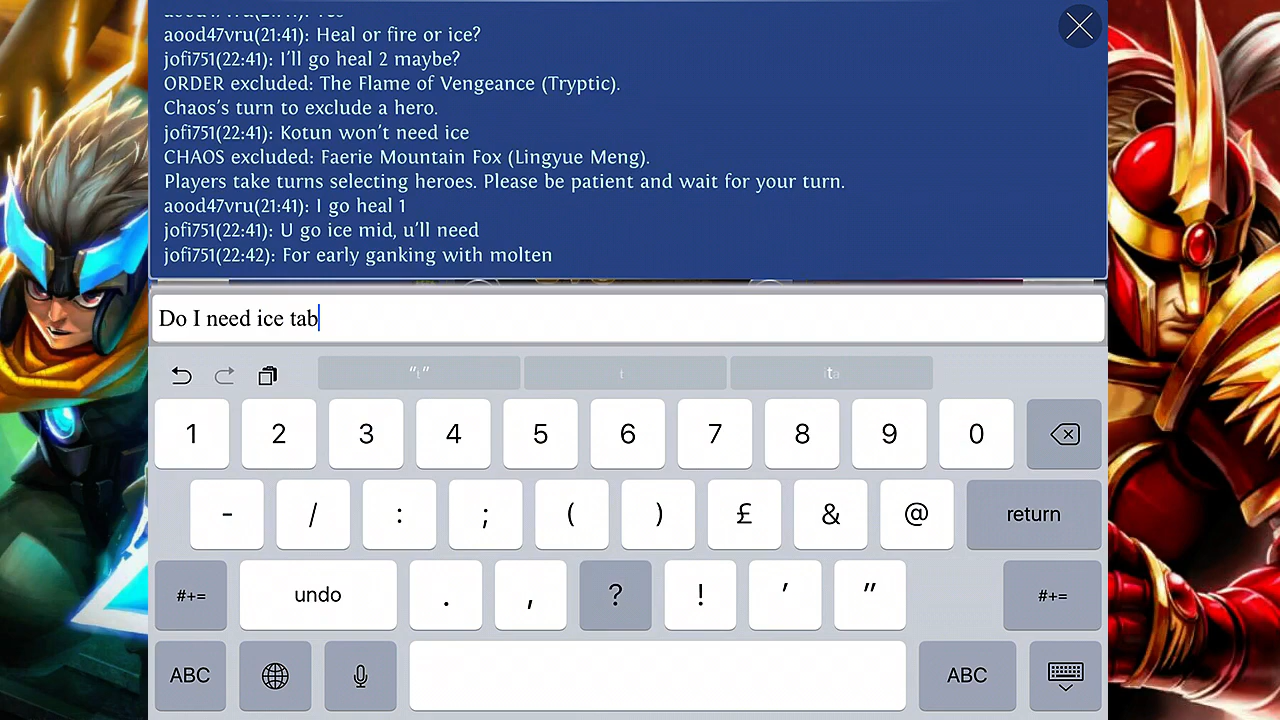 aood47vru(21:41): Yes
aood47vru(21:41): Heal or fire or ice?
jofi751(22:41): I'll go heal 2 maybe?
ORDER excluded: The Flame of Vengeance (Tryptic).
Chaos's turn to exclude a hero.
jofi751(22:41): Kotun won't need ice
CHAOS excluded: Faerie Mountain Fox (Lingyue Meng).
Players take turns selecting heroes. Please be patient and wait for your turn.
aood47vru(21:41): I go heal 1
jofi751(22:41): U go ice mid, u'll need
jofi751(22:42): For early ganking with molten
Do I need ice tab
"t" t ita
1 2 3 4 5 6 7 8 9 0
- / : ; ( ) £ & @ return
#+= undo . , ? ! ' " #+=
ABC ABC